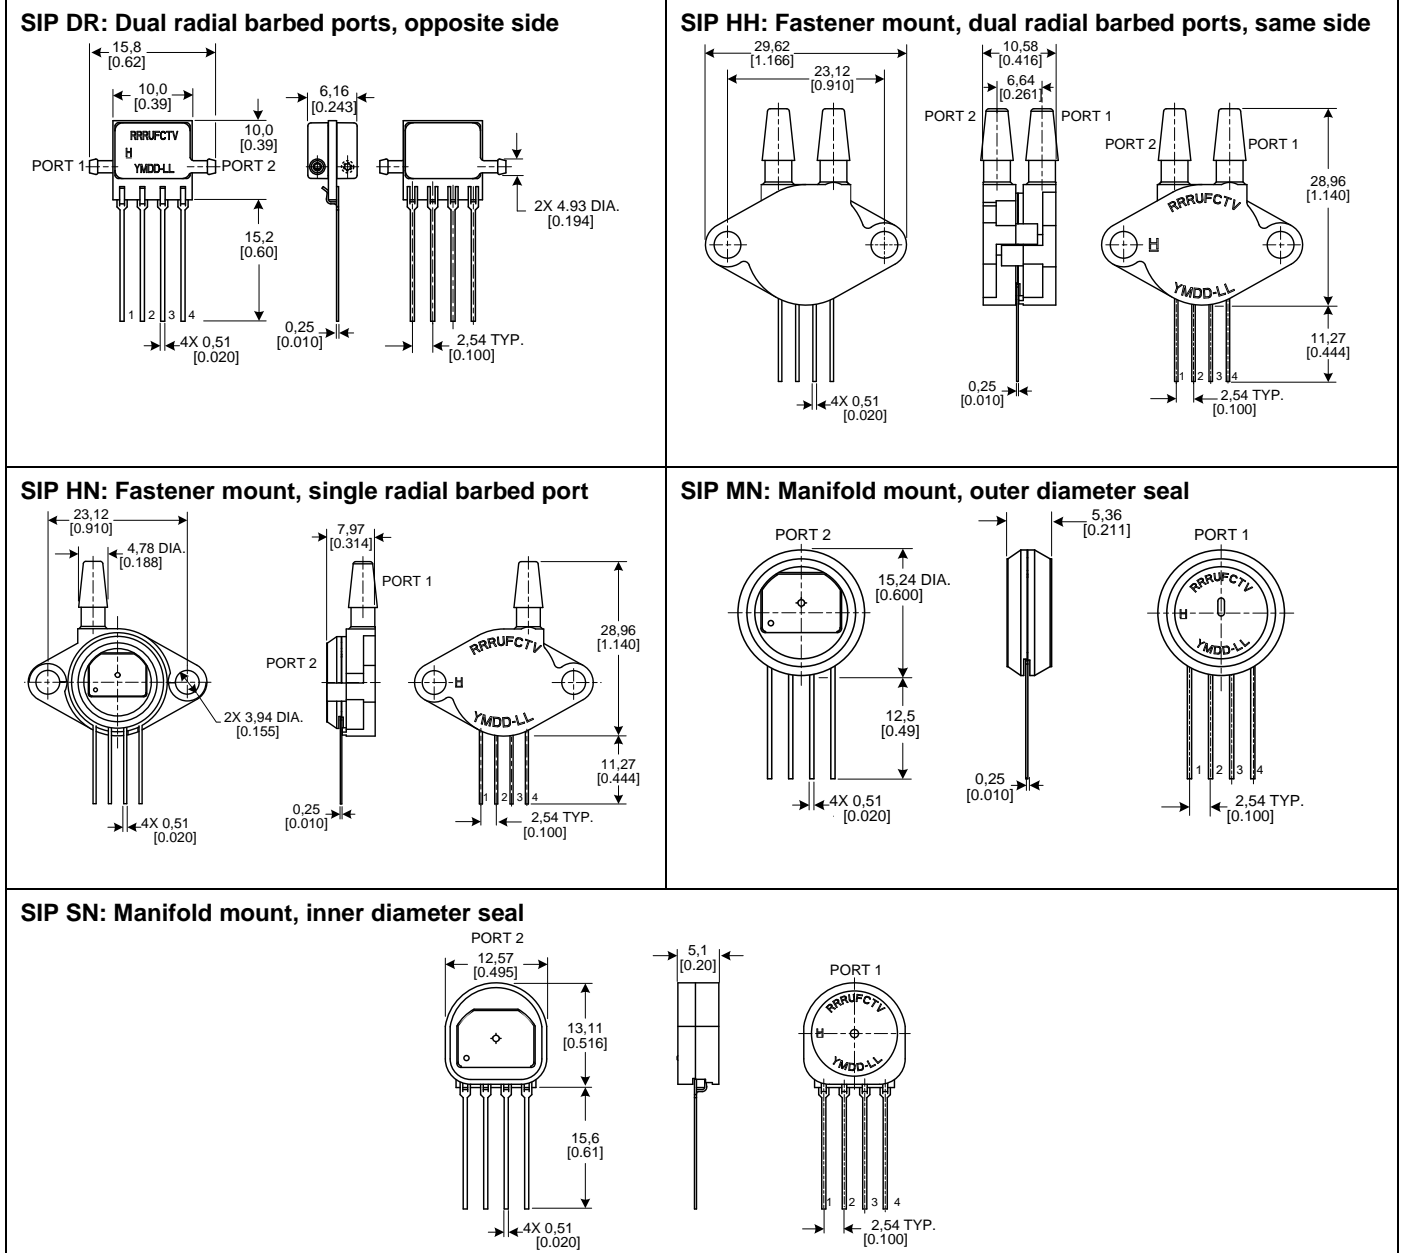 SIP DR: Dual radial barbed ports, opposite side
15,8
[0.62]
10,0
[0.39]
6,16
[0.243]
10,0
[0.39]
RRRUFCTV
H
YMDD-LL
PORT 1
PORT 2
2X 4.93 DIA.
[0.194]
15,2
[0.60]
1 2 3 4
4X 0,51
[0.020]
0,25
[0.010]
2,54 TYP.
[0.100]
SIP HH: Fastener mount, dual radial barbed ports, same side
29,62
[1.166]
23,12
[0.910]
10,58
[0.416]
6,64
[0.261]
PORT 2
PORT 1
PORT 2
PORT 1
28,96
[1.140]
RRRUFCTV
H
YMDD-LL
11,27
[0.444]
1 2 3 4
0,25
[0.010]
2,54 TYP.
[0.100]
4X 0,51
[0.020]
SIP HN: Fastener mount, single radial barbed port
23,12
[0.910]
4,78 DIA.
[0.188]
7,97
[0.314]
PORT 1
28,96
[1.140]
RRRUFCTV
PORT 2
H
2X 3,94 DIA.
[0.155]
YMDD-LL
11,27
[0.444]
1 2 3 4
0,25
[0.010]
2,54 TYP.
[0.100]
4X 0,51
[0.020]
SIP MN: Manifold mount, outer diameter seal
5,36
[0.211]
PORT 2
PORT 1
15,24 DIA.
[0.600]
RRRUFCTV
H
YMDD-LL
12,5
[0.49]
1 2 3 4
0,25
[0.010]
4X 0,51
[0.020]
2,54 TYP.
[0.100]
SIP SN: Manifold mount, inner diameter seal
PORT 2
12,57
[0.495]
5,1
[0.20]
PORT 1
RRRUFCTV
13,11
[0.516]
H
YMDD-LL
15,6
[0.61]
1 2 3 4
4X 0,51
[0.020]
2,54 TYP.
[0.100]